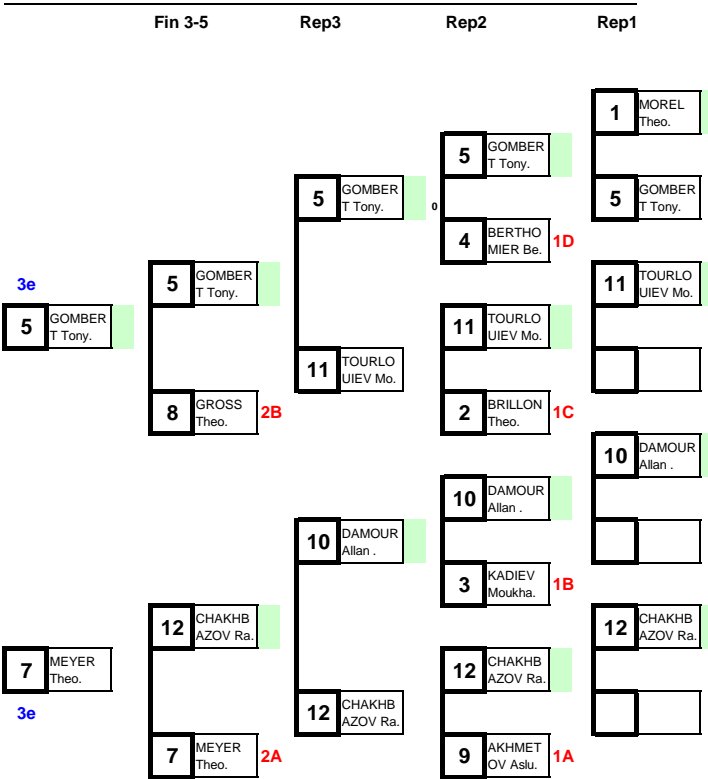 Fin 3-5 Rep3 Rep2 Rep1
1 MOREL
Theo.
5 GOMBER
T Tony.
5 GOMBER
T Tony.
0
5 GOMBER
T Tony.
4 BERTHO
MIER Be. 1D
5 GOMBER
T Tony.
11 TOURLO
UIEV Mo.
3e
5 GOMBER
T Tony.
11 TOURLO
UIEV Mo.
11 TOURLO
UIEV Mo.
8 GROSS
Theo. 2B
2 BRILLON
Theo. 1C
10 DAMOUR
Allan .
10 DAMOUR
Allan .
10 DAMOUR
Allan .
3 KADIEV
Moukha. 1B
12 CHAKHB
AZOV Ra.
12 CHAKHB
AZOV Ra.
7 MEYER
Theo.
3e
12 CHAKHB
AZOV Ra.
12 CHAKHB
AZOV Ra.
7 MEYER
Theo. 2A
9 AKHMET
OV Aslu. 1A